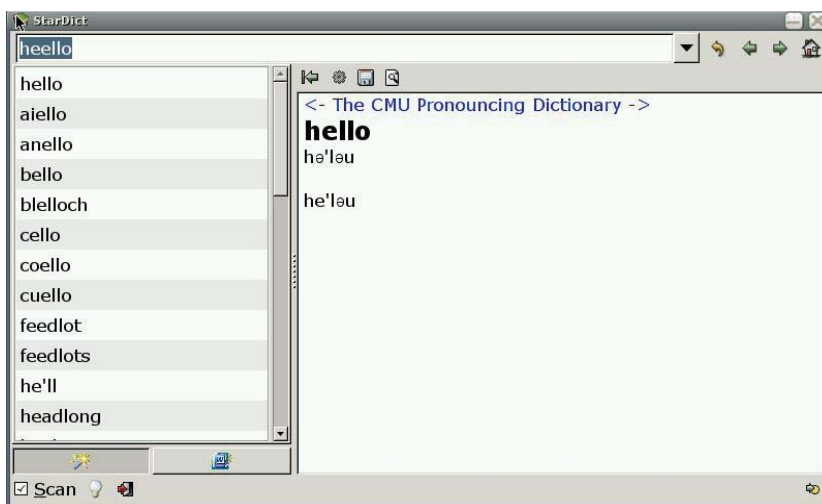 StarDict
heello
hello
aiello
anello
bello
blelloch
cello
coello
cuello
feedlot
feedlots
he'll
headlong
<- The CMU Pronouncing Dictionary ->
hello
hə'ləu
he'ləu
Scan